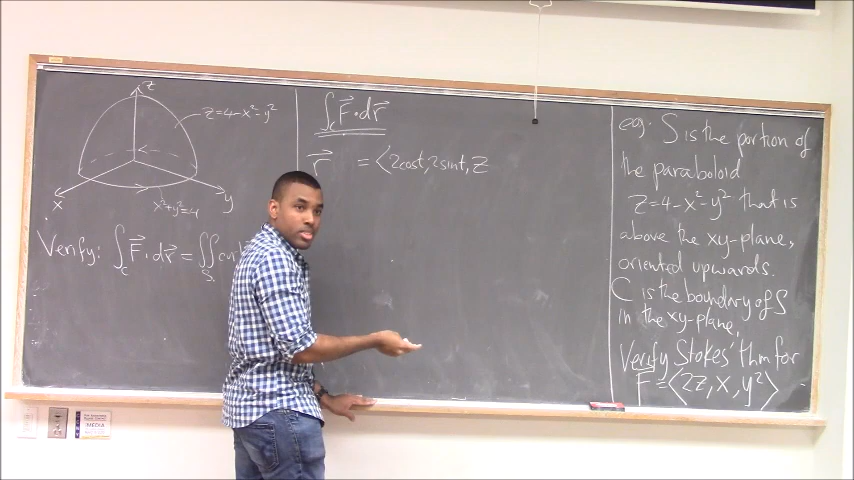 z
z=4-x²-y²
x
y
x²+y²=4
Verify: ∫_C F⃗·dr⃗ = ∬_S cur
∫_C F⃗·dr⃗
r⃗ = ⟨2cost, 2sint, z
eg. S is the portion of
the paraboloid
z=4-x²-y² that is
above the xy-plane,
oriented upwards.
C is the boundary of S
in the xy-plane.
Verify Stokes' thm for
F⃗ = ⟨2z, x, y²⟩